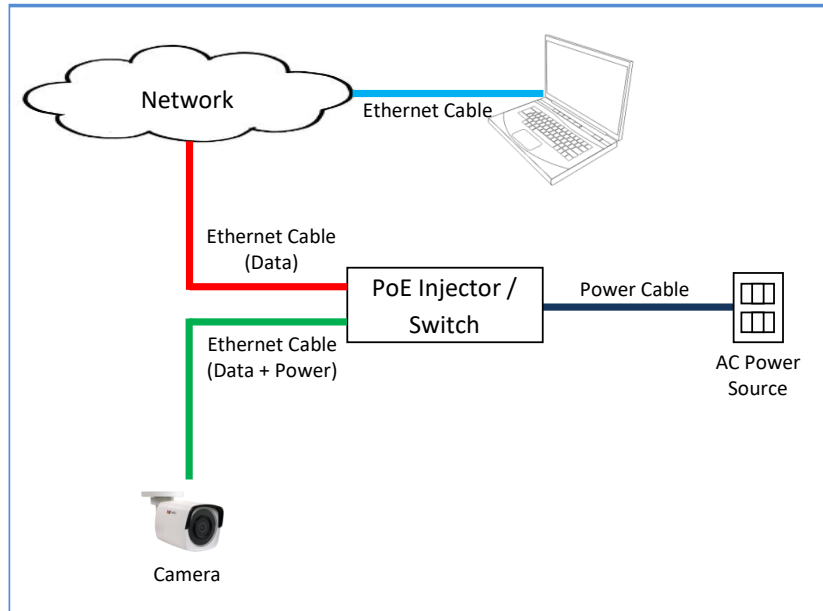 Network
Ethernet Cable
Ethernet Cable
(Data)
PoE Injector /
Switch
Power Cable
Ethernet Cable
(Data + Power)
AC Power
Source
Camera